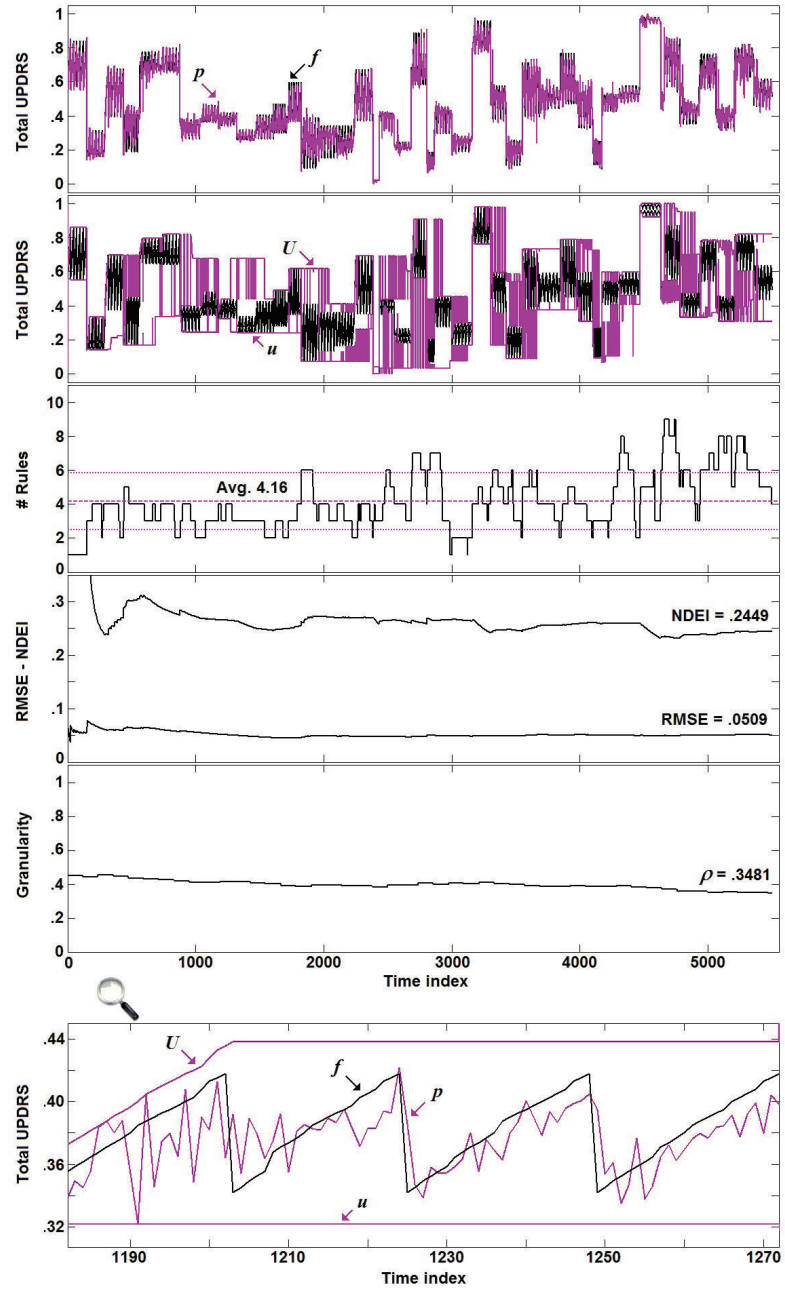 1
.8
.6
.4
.2
0
Total UPDRS
p
f
1
.8
.6
.4
.2
0
Total UPDRS
U
u
10
8
6
4
2
0
# Rules
Avg. 4.16
.3
.2
.1
0
RMSE - NDEI
NDEI = .2449
RMSE = .0509
1
.8
.6
.4
.2
0
Granularity
ρ = .3481
0 1000 2000 3000 4000 5000
Time index
.44
.40
.36
.32
Total UPDRS
U
f
p
u
1190 1210 1230 1250 1270
Time index